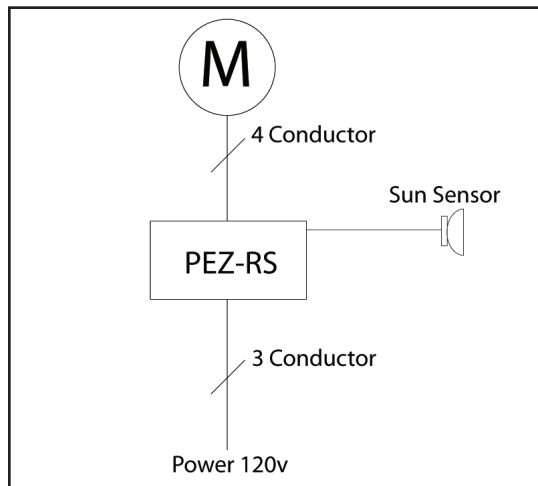 M
4 Conductor
Sun Sensor
PEZ-RS
3 Conductor
Power 120v